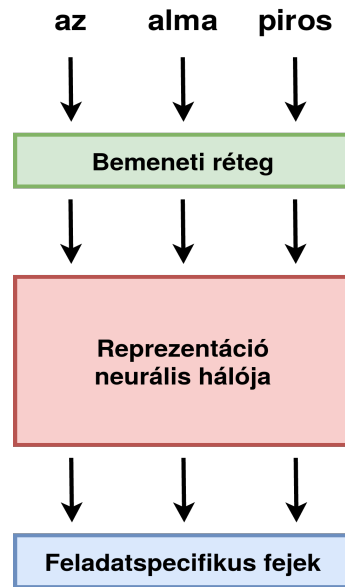 az alma piros
Bemeneti réteg
Reprezentáció
neurális hálója
Feladatspecifikus fejek